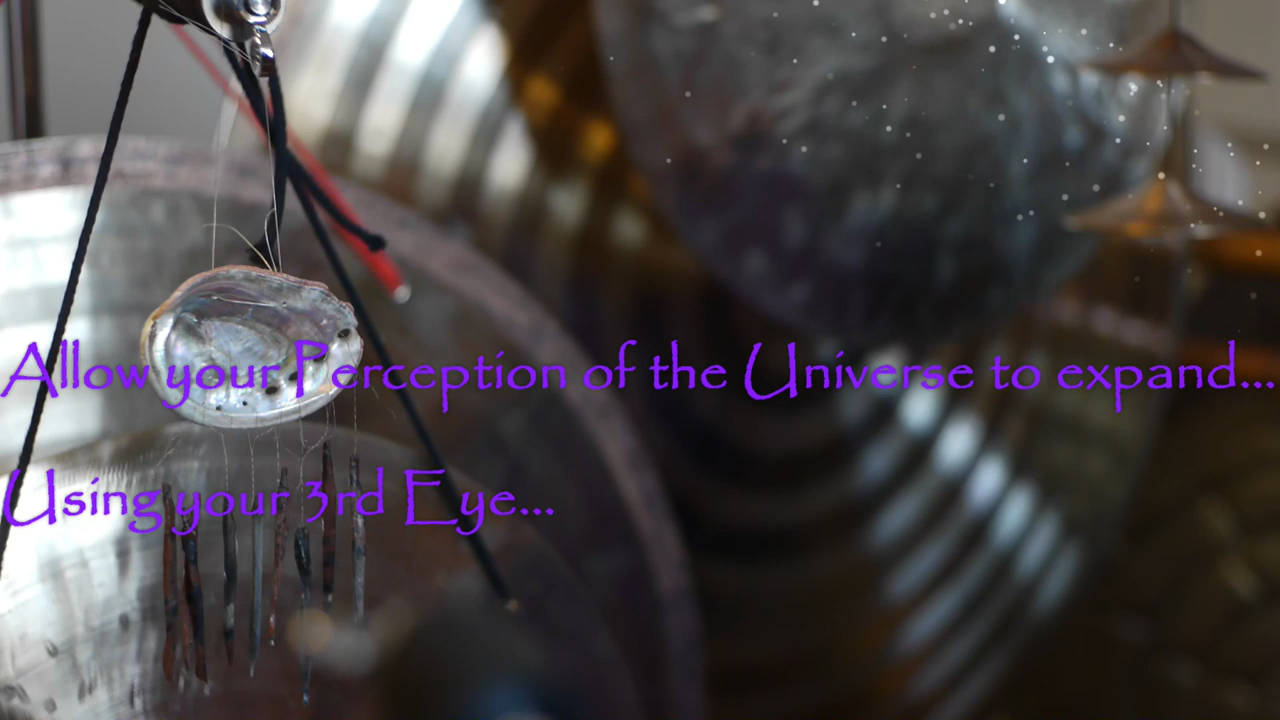 Allow your Perception of the Universe to expand...
Using your 3rd Eye...